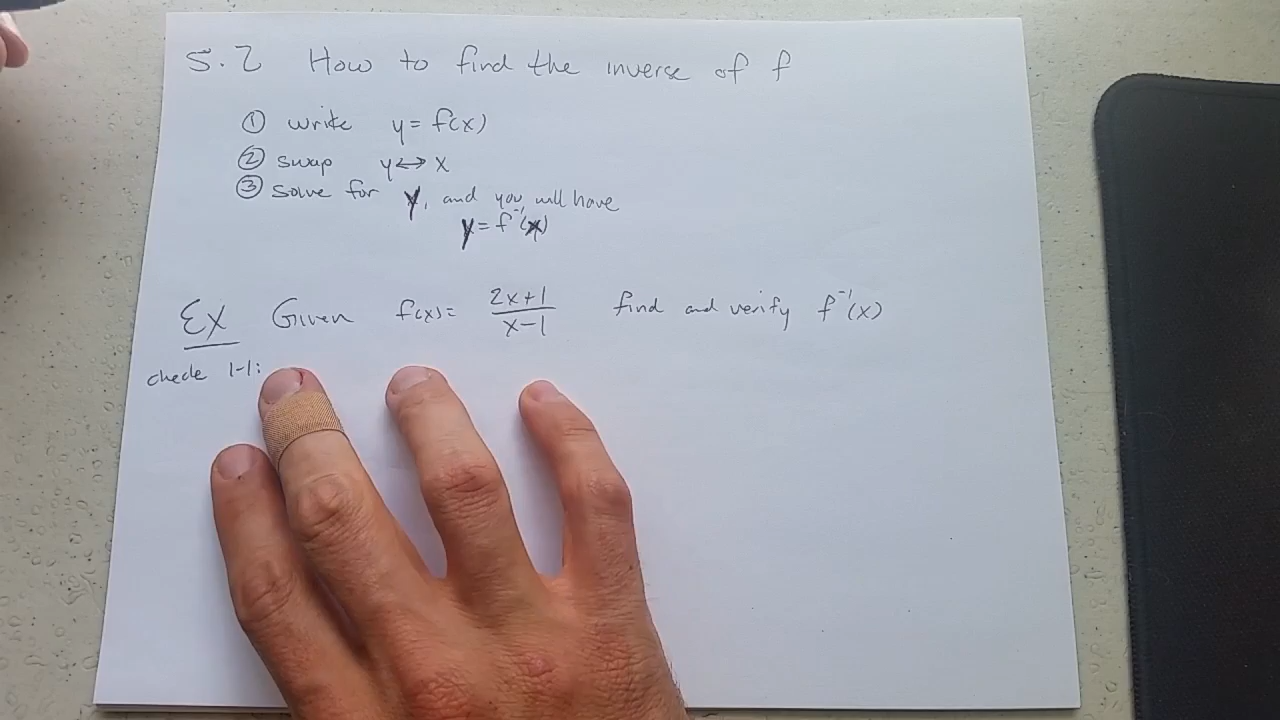 5.2 How to find the inverse of f
① write y = f(x)
② swap y↔x
③ solve for y, and you will have
y = f⁻¹(x)
Ex Given f(x) = (2x+1)/(x-1) find and verify f⁻¹(x)
check 1-1: